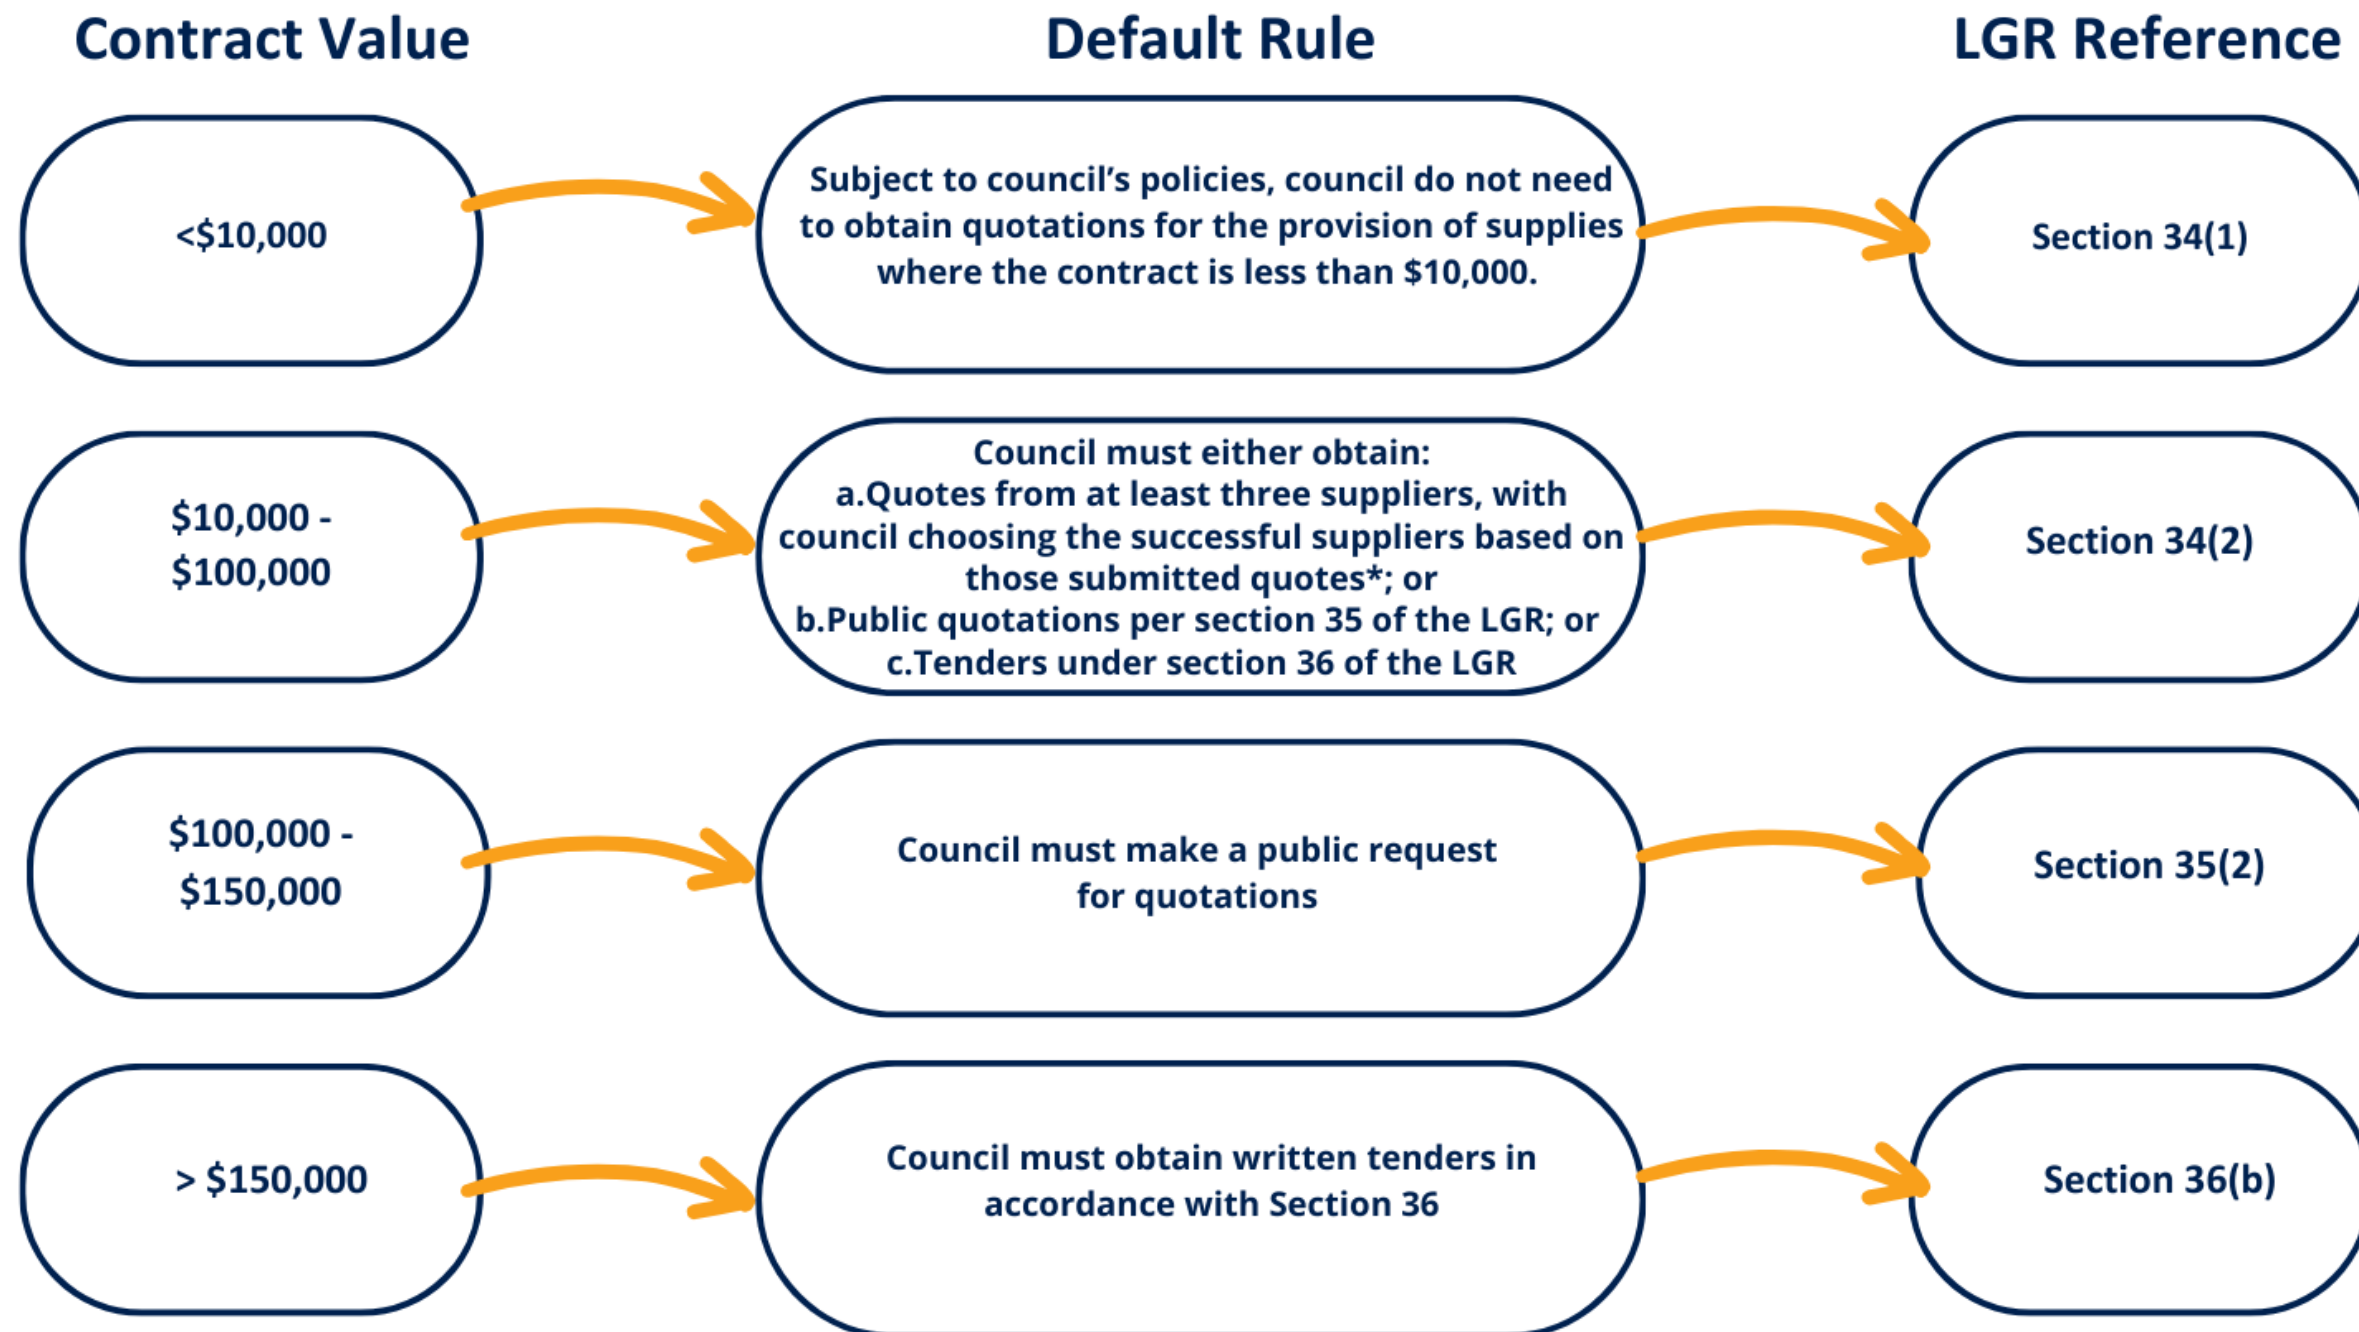 Contract Value
Default Rule
LGR Reference
<$10,000
Subject to council’s policies, council do not need
to obtain quotations for the provision of supplies
where the contract is less than $10,000.
Section 34(1)
$10,000 -
$100,000
Council must either obtain:
a.Quotes from at least three suppliers, with
council choosing the successful suppliers based on
those submitted quotes*; or
b.Public quotations per section 35 of the LGR; or
c.Tenders under section 36 of the LGR
Section 34(2)
$100,000 -
$150,000
Council must make a public request
for quotations
Section 35(2)
> $150,000
Council must obtain written tenders in
accordance with Section 36
Section 36(b)